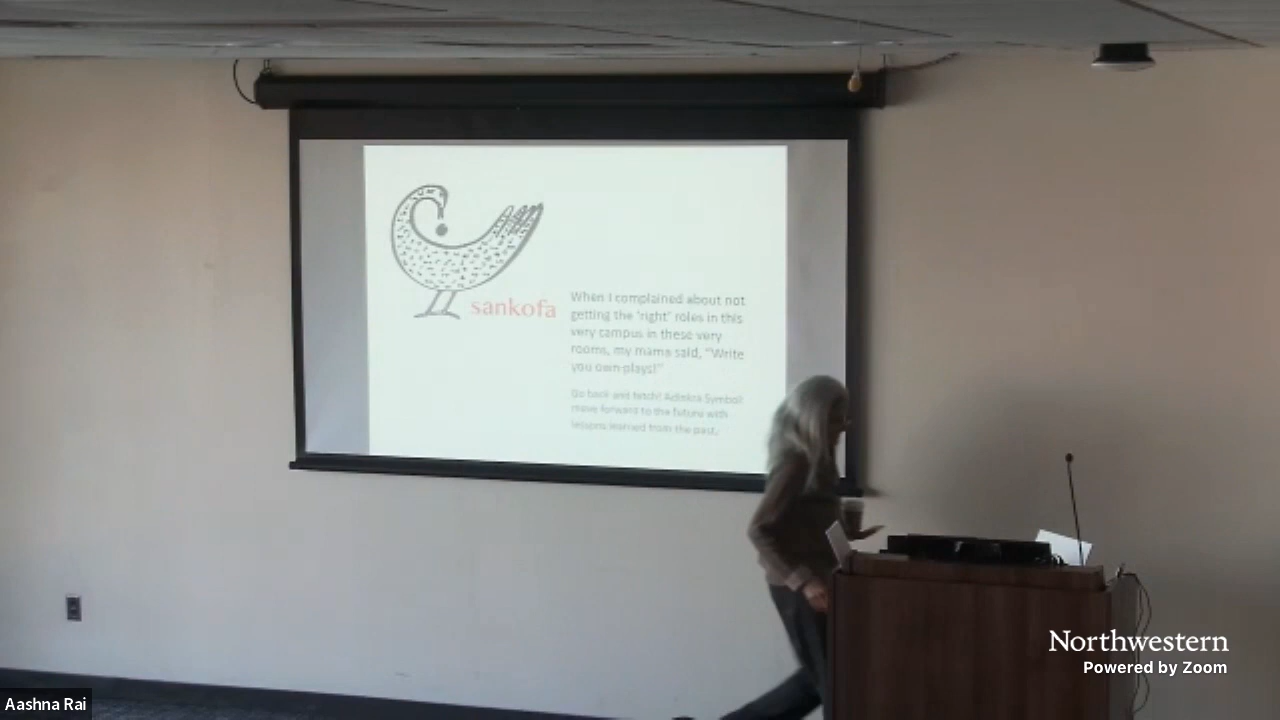 sankofa
When I complained about not
getting the 'right' roles in this
very campus in these very
rooms, my mama said, "Write
you own plays!"
Go back and fetch! Adinkra Symbol:
move forward to the future with
lessons learned from the past.
Northwestern
Powered by Zoom
Aashna Rai